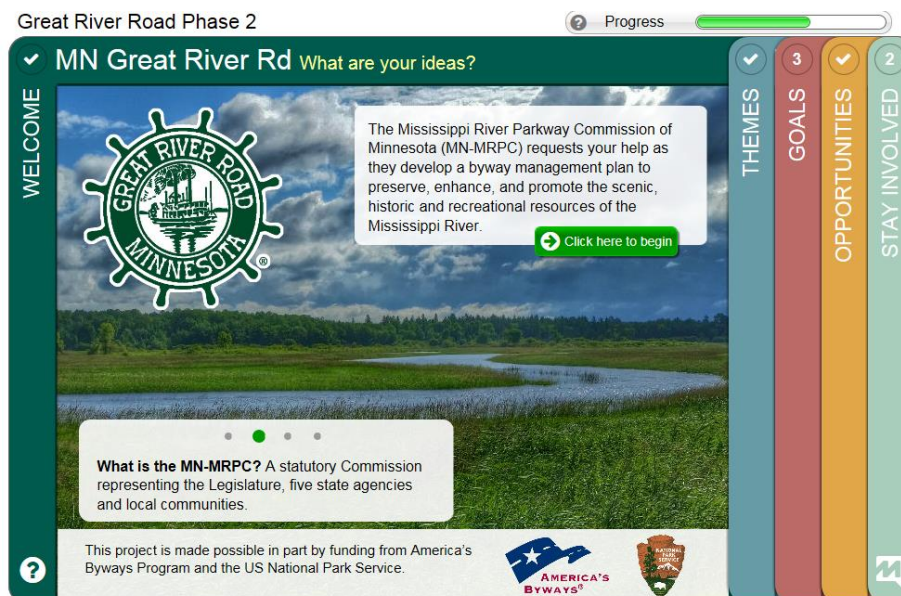 Great River Road Phase 2
Progress
MN Great River Rd What are your ideas?
WELCOME
GREAT RIVER ROAD
MINNESOTA
®
The Mississippi River Parkway Commission of
Minnesota (MN-MRPC) requests your help as
they develop a byway management plan to
preserve, enhance, and promote the scenic,
historic and recreational resources of the
Mississippi River.
Click here to begin
What is the MN-MRPC? A statutory Commission
representing the Legislature, five state agencies
and local communities.
This project is made possible in part by funding from America's
Byways Program and the US National Park Service.
AMERICA'S
BYWAYS®
NATIONAL
PARK
SERVICE
THEMES
3
GOALS
OPPORTUNITIES
2
STAY INVOLVED
?
?